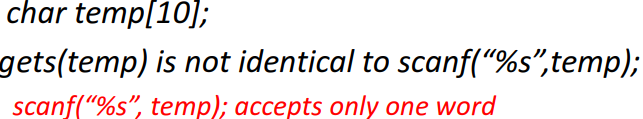 char temp[10];
gets(temp) is not identical to scanf(“%s”,temp);
scanf(“%s”, temp); accepts only one word